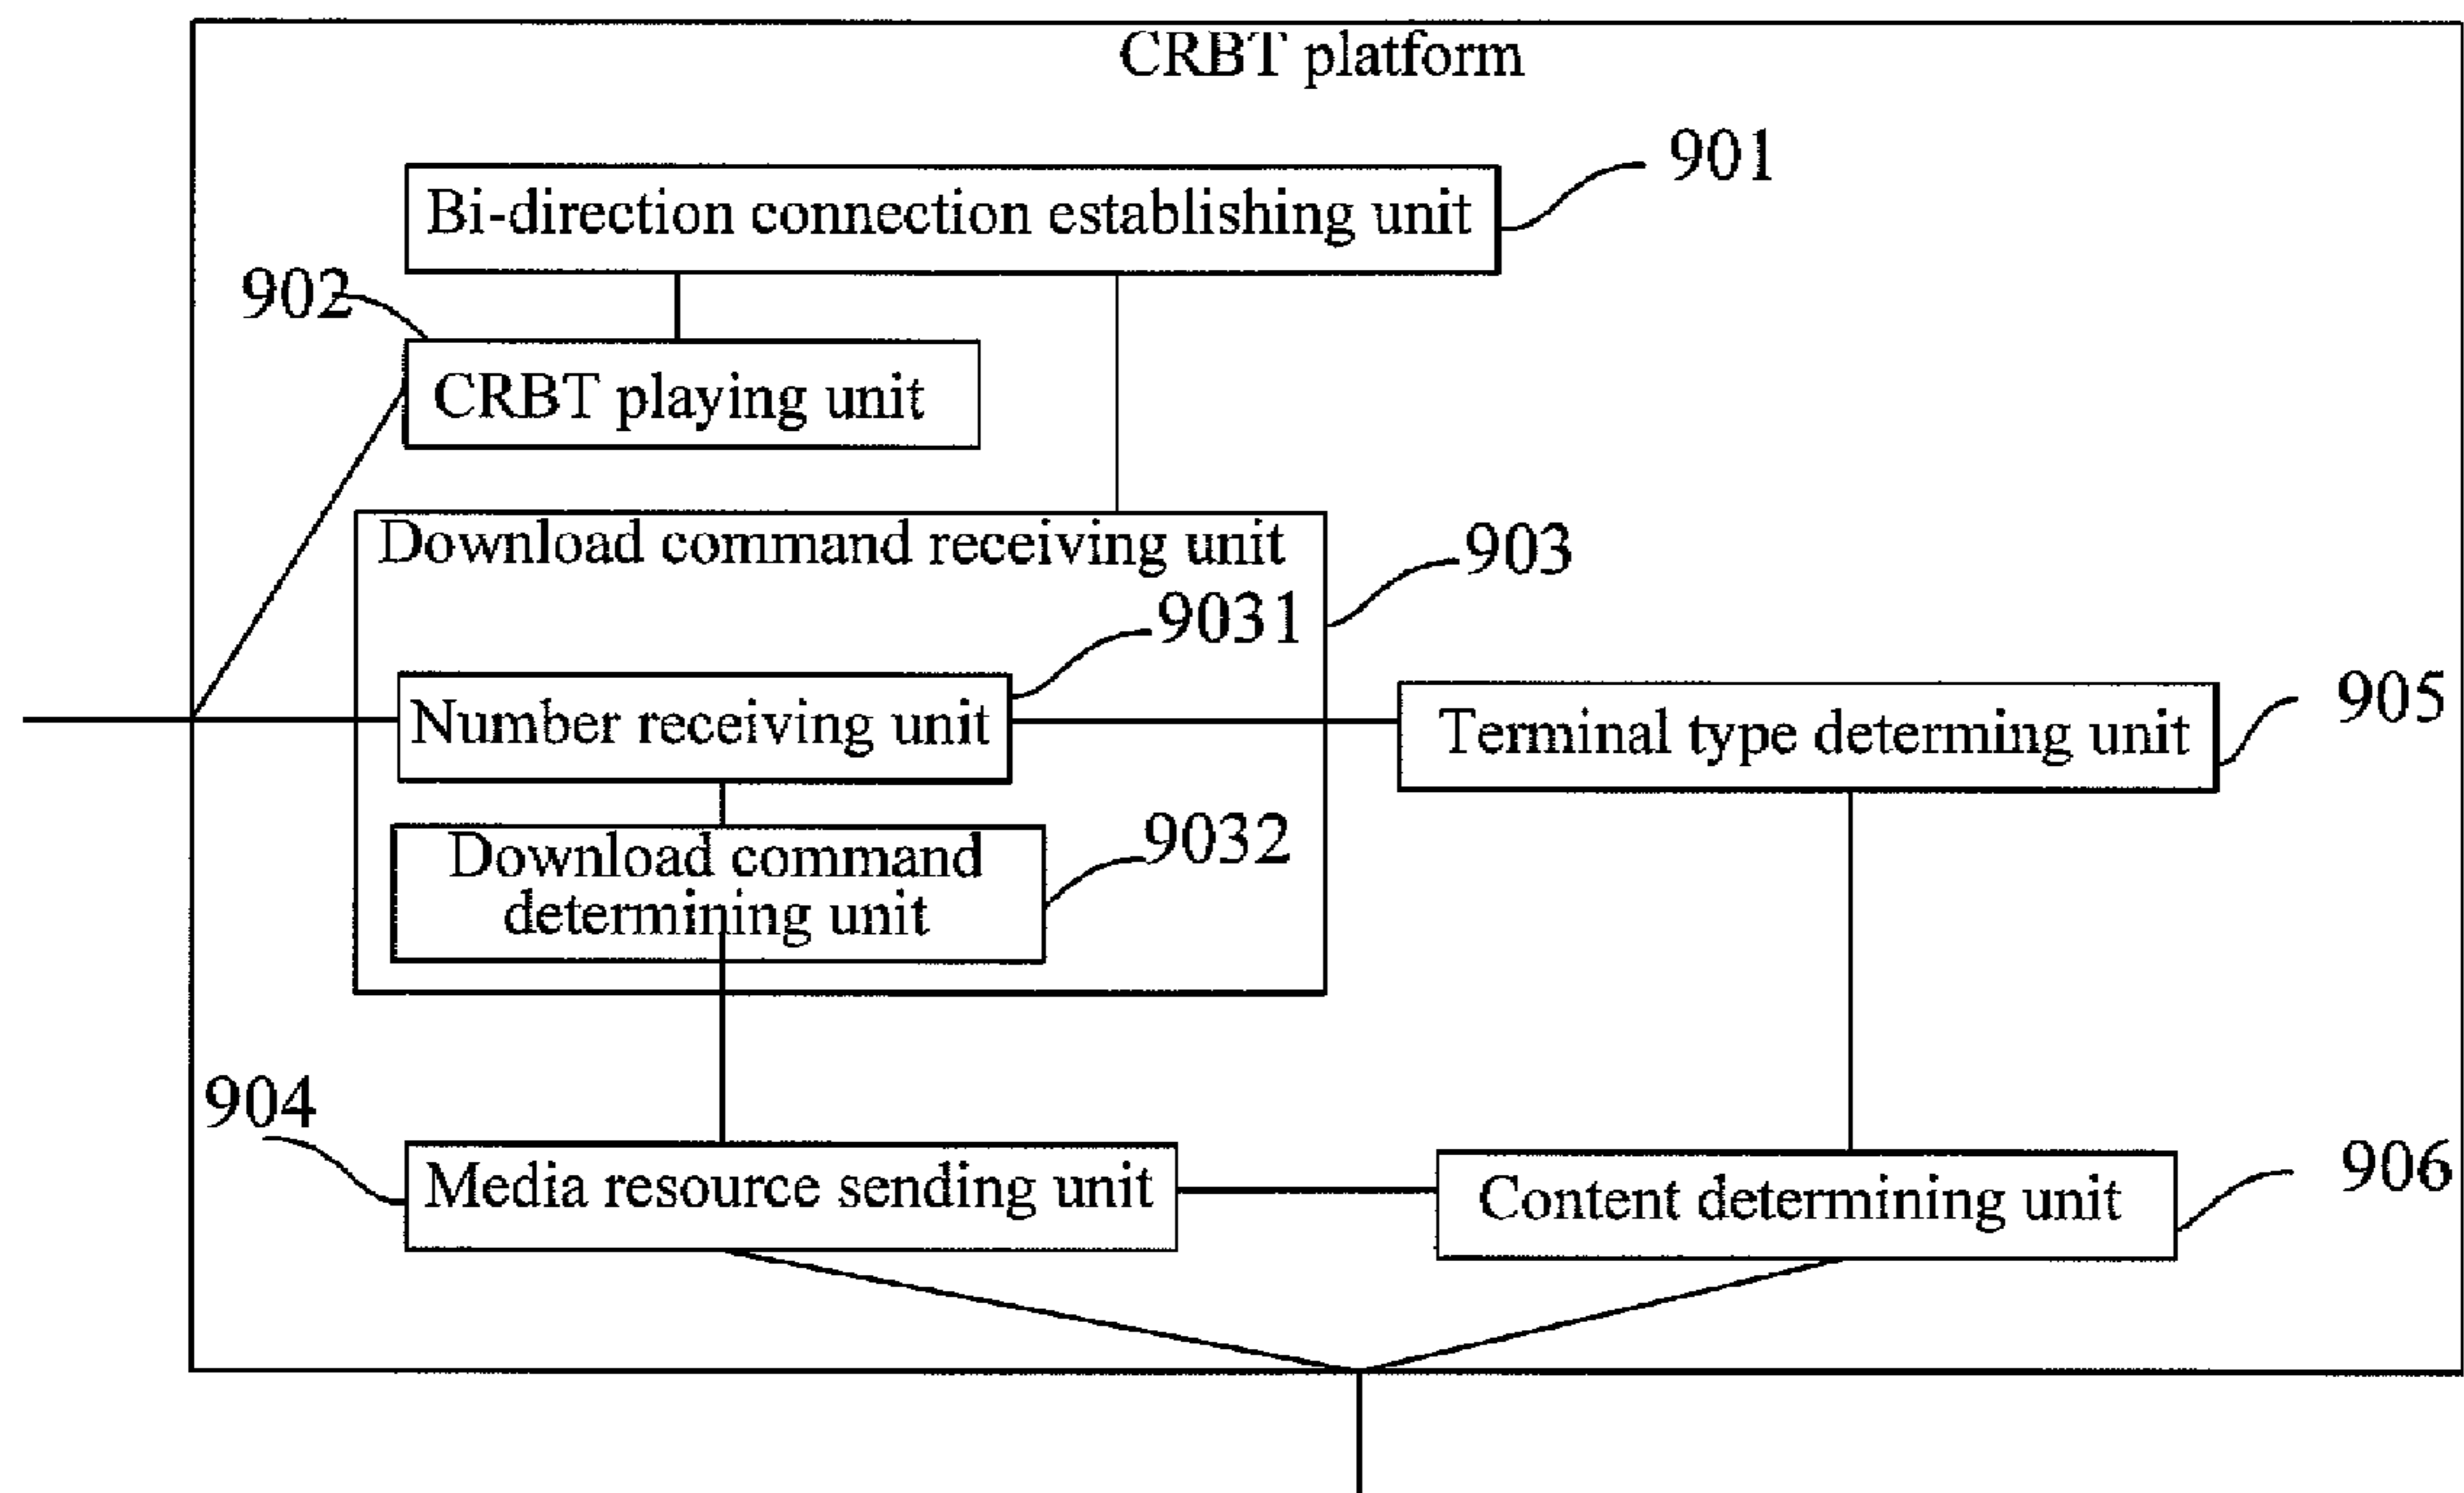 CRBT platform
901
Bi-direction connection establishing unit
902
CRBT playing unit
Download command receiving unit
903
9031
Number receiving unit
905
Terminal type determing unit
9032
Download command
determining unit
904
Media resource sending unit
906
Content determining unit